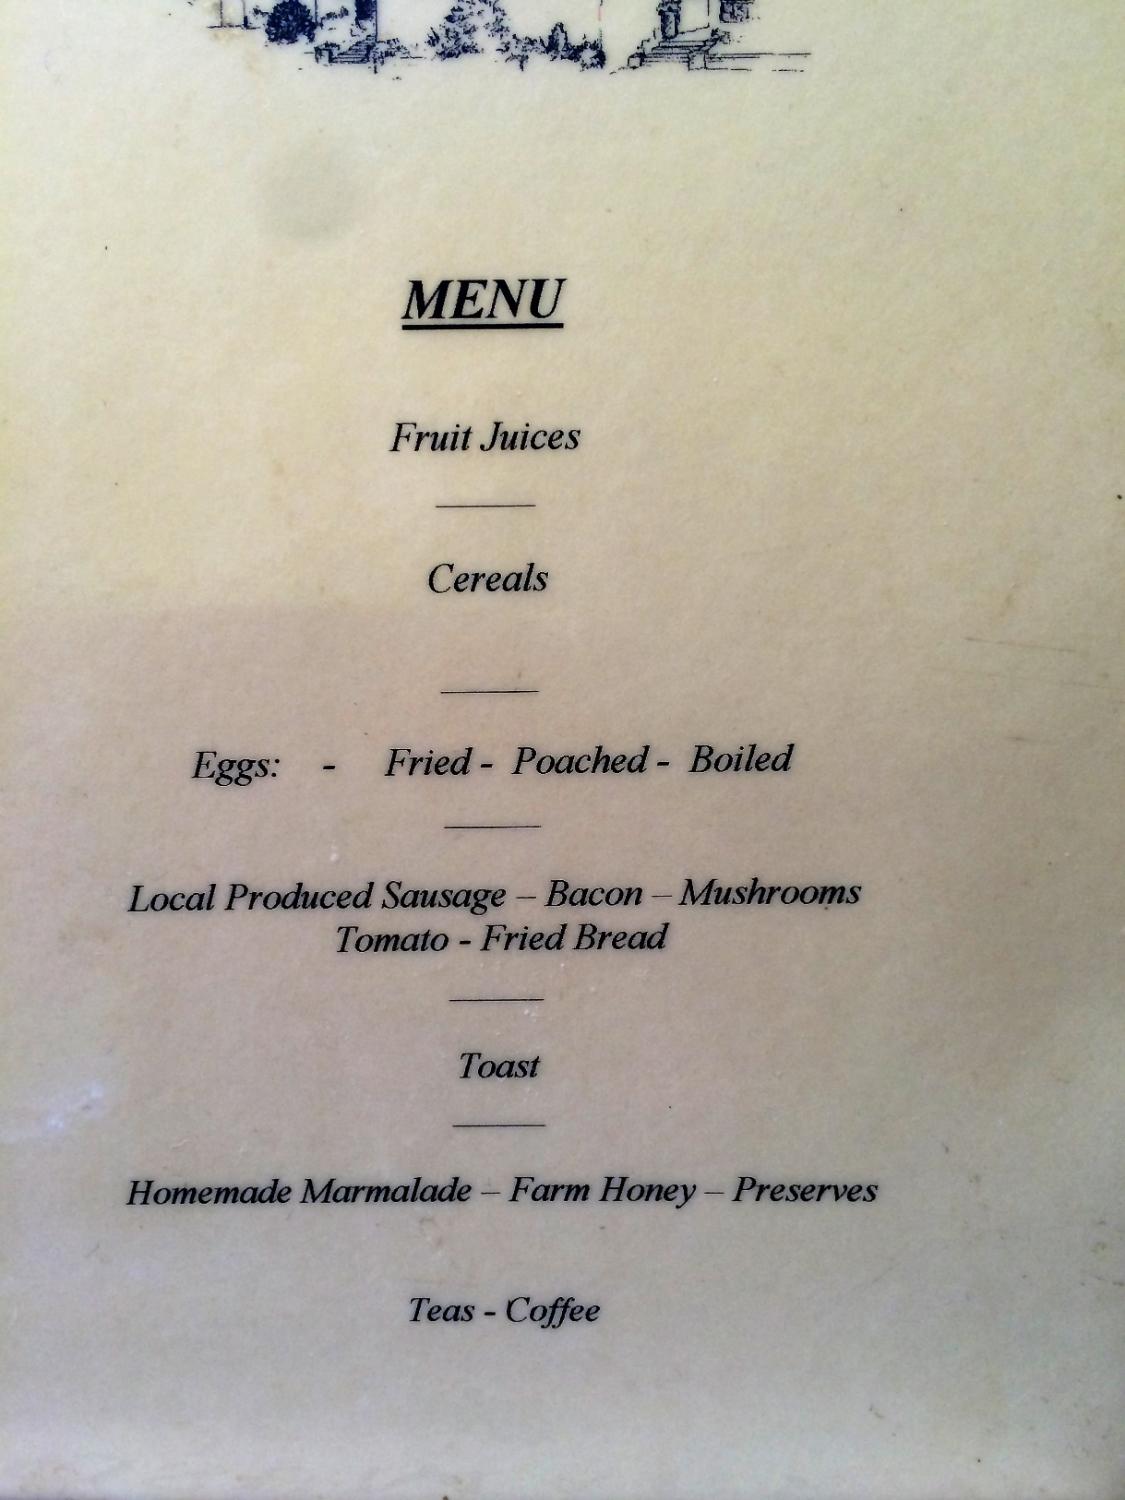 MENU
Fruit Juices
Cereals
Eggs: - Fried - Poached - Boiled
Local Produced Sausage – Bacon – Mushrooms
Tomato - Fried Bread
Toast
Homemade Marmalade – Farm Honey – Preserves
Teas - Coffee